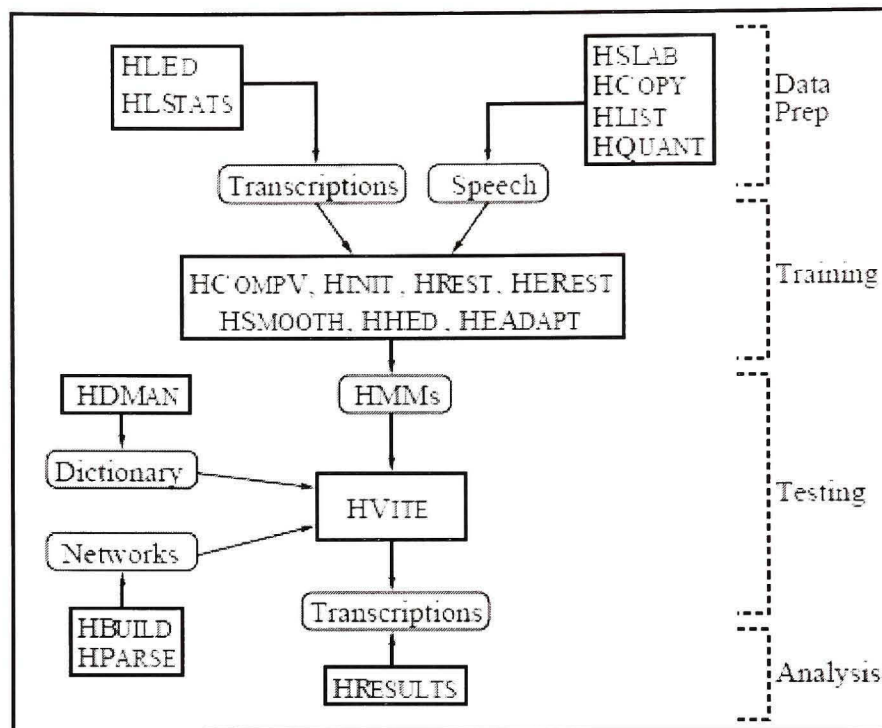 HLED
HLSTATS
HSLAB
HCOPY
HLIST
HQUANT
Data
Prep
Transcriptions
Speech
HCOMPV, HINIT, HREST, HEREST
HSMOOTH, HHED, HEADAPT
Training
HDMAN
HMMs
Dictionary
HVITE
Testing
Networks
Transcriptions
HBUILD
HPARSE
HRESULTS
Analysis